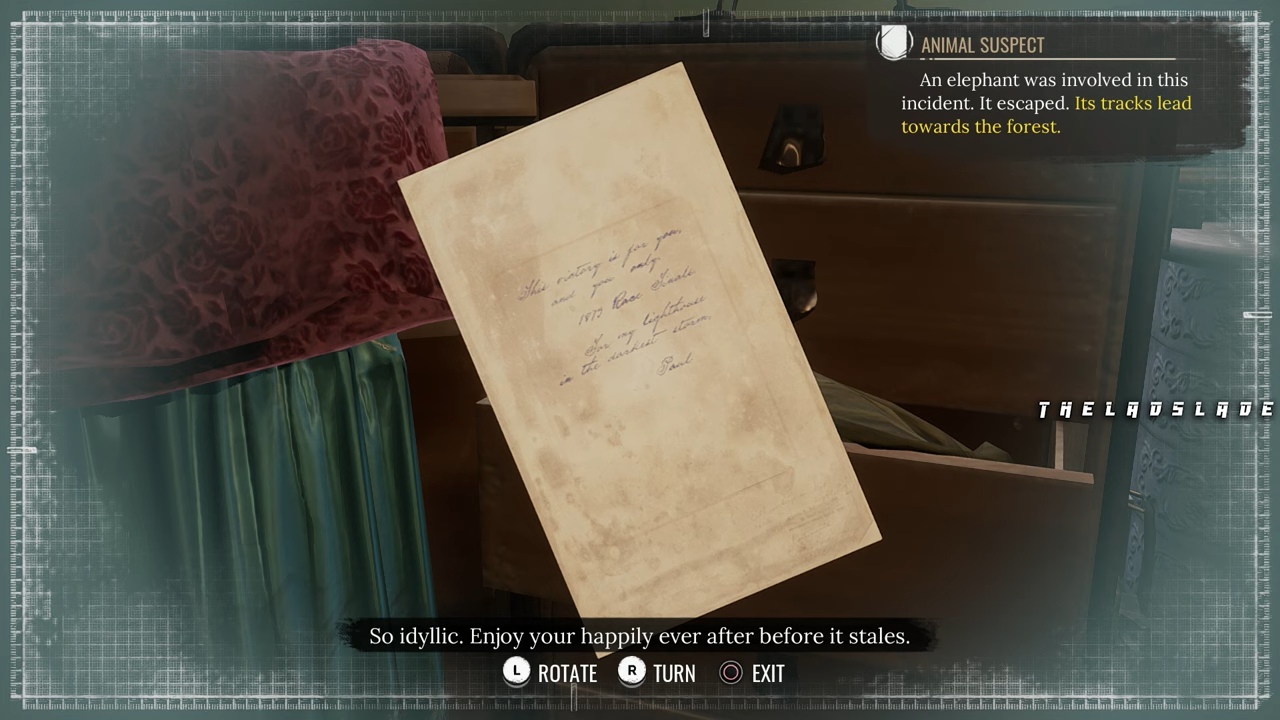 ANIMAL SUSPECT
An elephant was involved in this
incident. It escaped. Its tracks lead
towards the forest.
This victory is for you,
and you only.
1877 Race Finals
For my lighthouse
in the darkest storm,
Paul
THELADSLADE
So idyllic. Enjoy your happily ever after before it stales.
L ROTATE R TURN EXIT